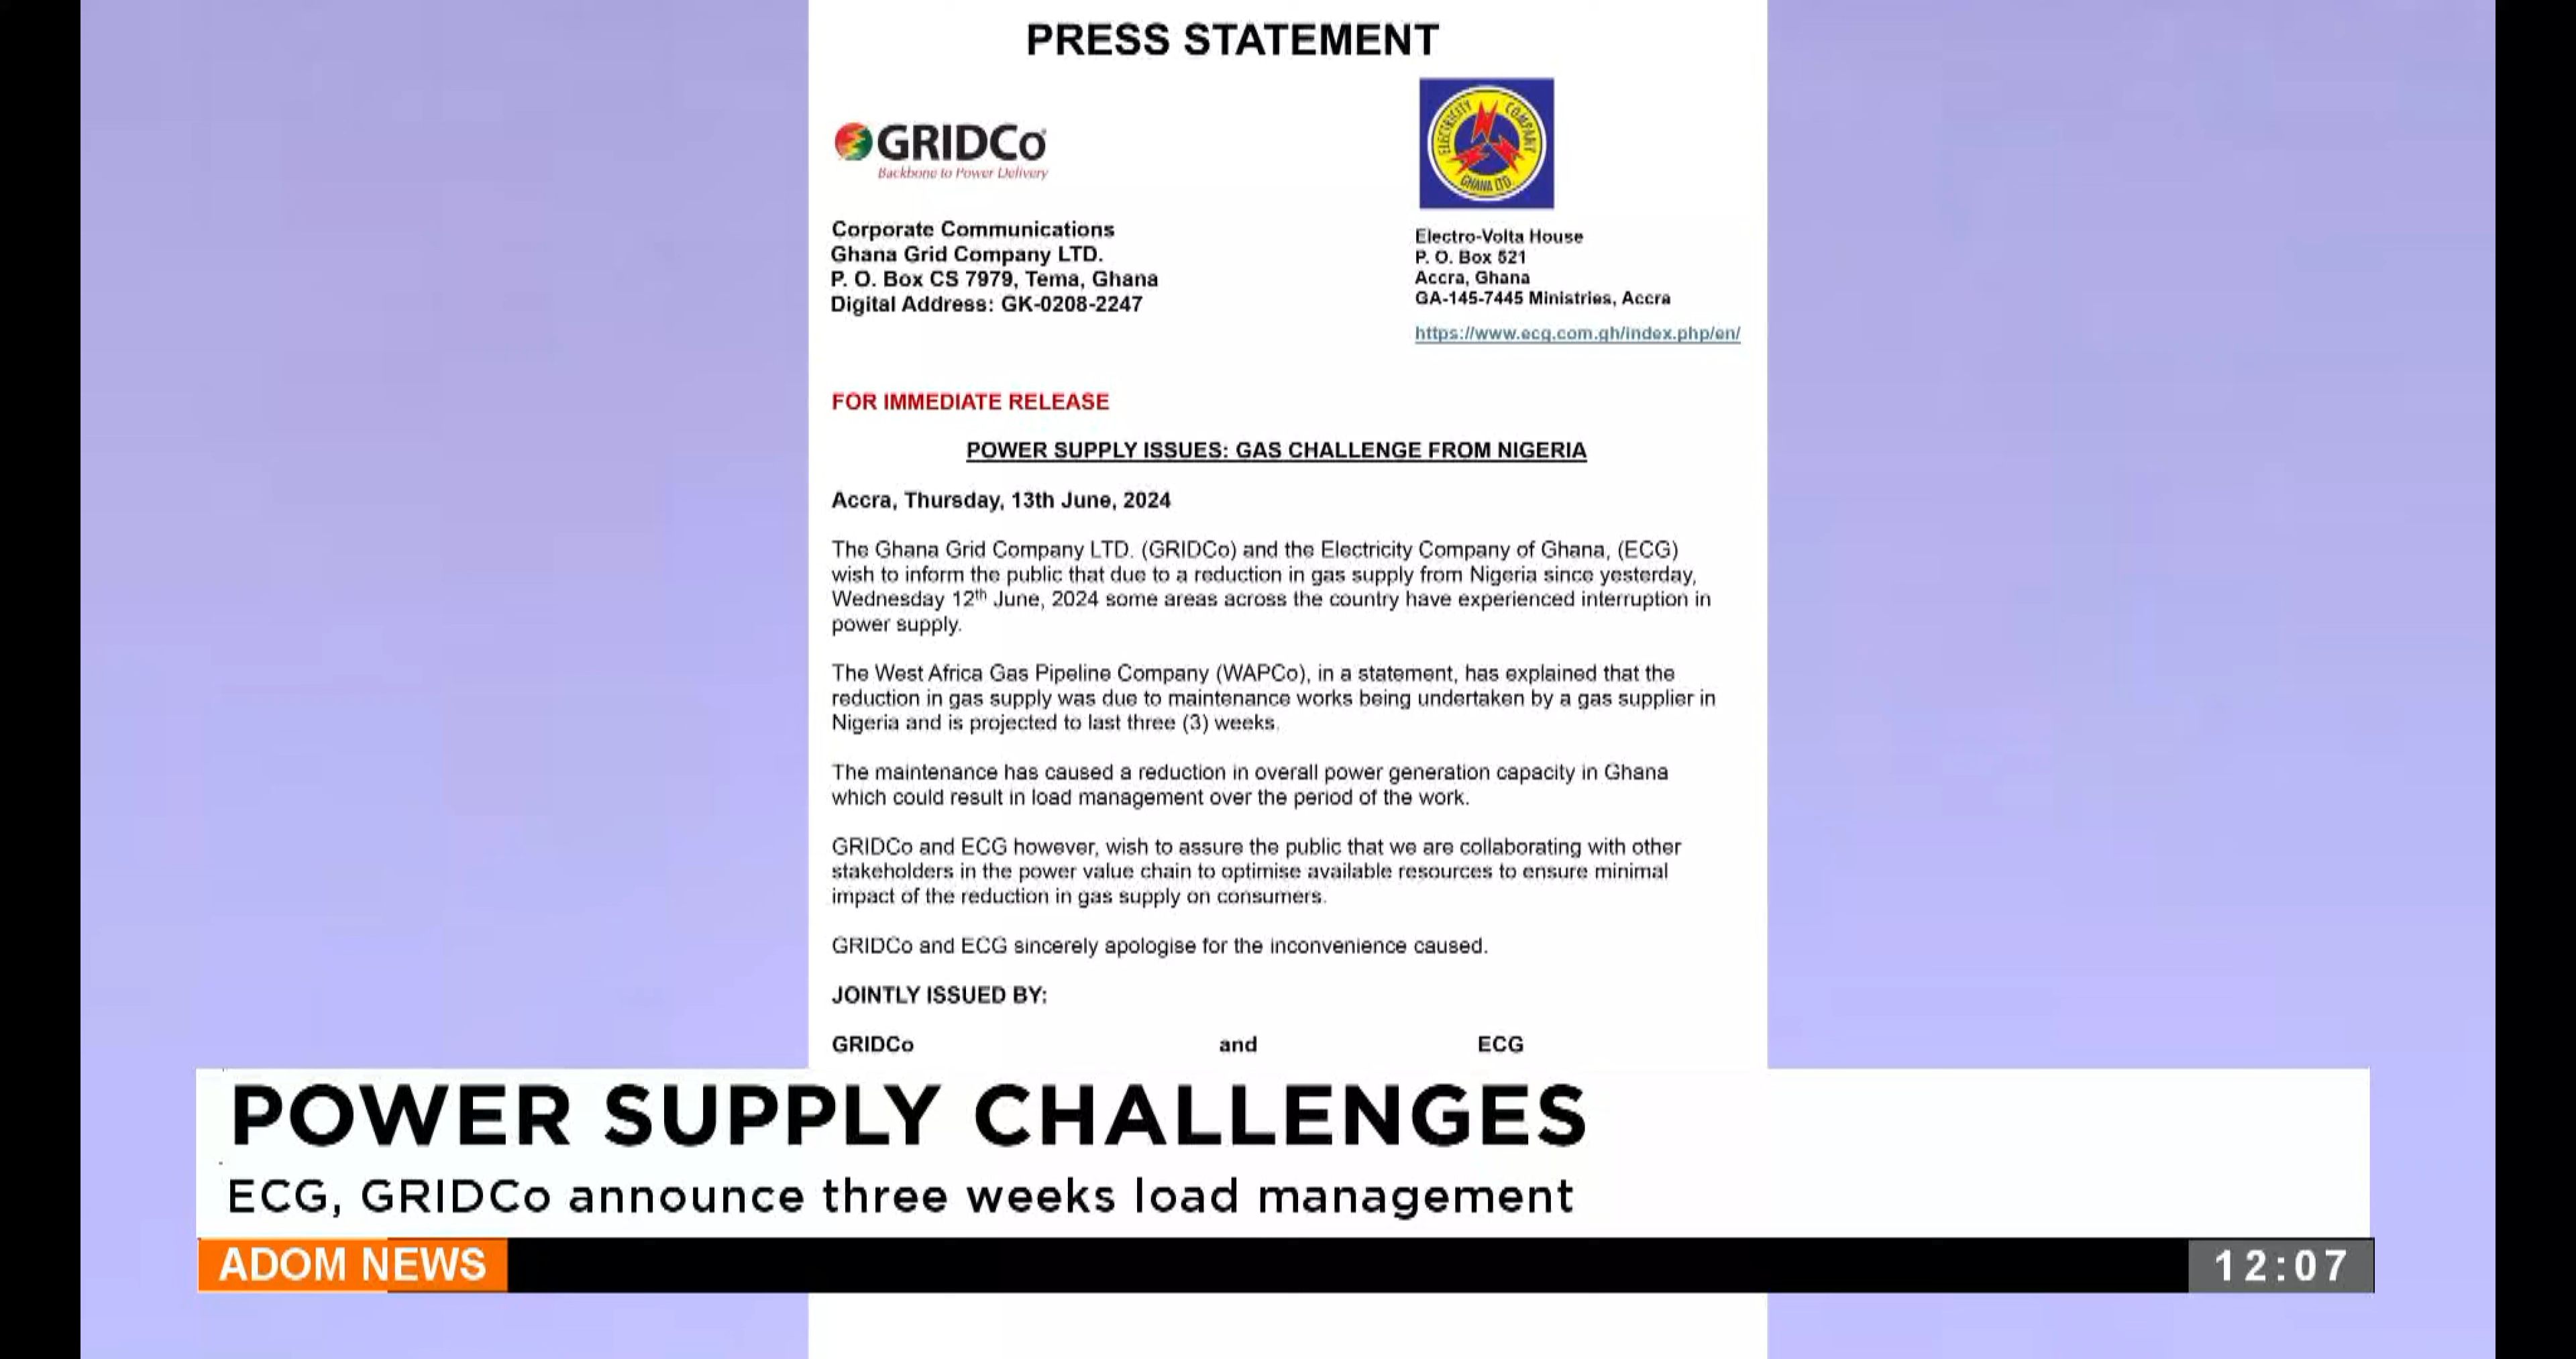 PRESS STATEMENT
GRIDCo
Backbone to Power Delivery
ELECTRICITY COMPANY
GHANA LTD.
Corporate Communications
Ghana Grid Company LTD.
P. O. Box CS 7979, Tema, Ghana
Digital Address: GK-0208-2247
Electro-Volta House
P. O. Box 521
Accra, Ghana
GA-145-7445 Ministries, Accra
https://www.ecg.com.gh/index.php/en/
FOR IMMEDIATE RELEASE
POWER SUPPLY ISSUES: GAS CHALLENGE FROM NIGERIA
Accra, Thursday, 13th June, 2024
The Ghana Grid Company LTD. (GRIDCo) and the Electricity Company of Ghana, (ECG)
wish to inform the public that due to a reduction in gas supply from Nigeria since yesterday,
Wednesday 12th June, 2024 some areas across the country have experienced interruption in
power supply.
The West Africa Gas Pipeline Company (WAPCo), in a statement, has explained that the
reduction in gas supply was due to maintenance works being undertaken by a gas supplier in
Nigeria and is projected to last three (3) weeks.
The maintenance has caused a reduction in overall power generation capacity in Ghana
which could result in load management over the period of the work.
GRIDCo and ECG however, wish to assure the public that we are collaborating with other
stakeholders in the power value chain to optimise available resources to ensure minimal
impact of the reduction in gas supply on consumers.
GRIDCo and ECG sincerely apologise for the inconvenience caused.
JOINTLY ISSUED BY:
GRIDCo and ECG
POWER SUPPLY CHALLENGES
ECG, GRIDCo announce three weeks load management
ADOM NEWS
12:07